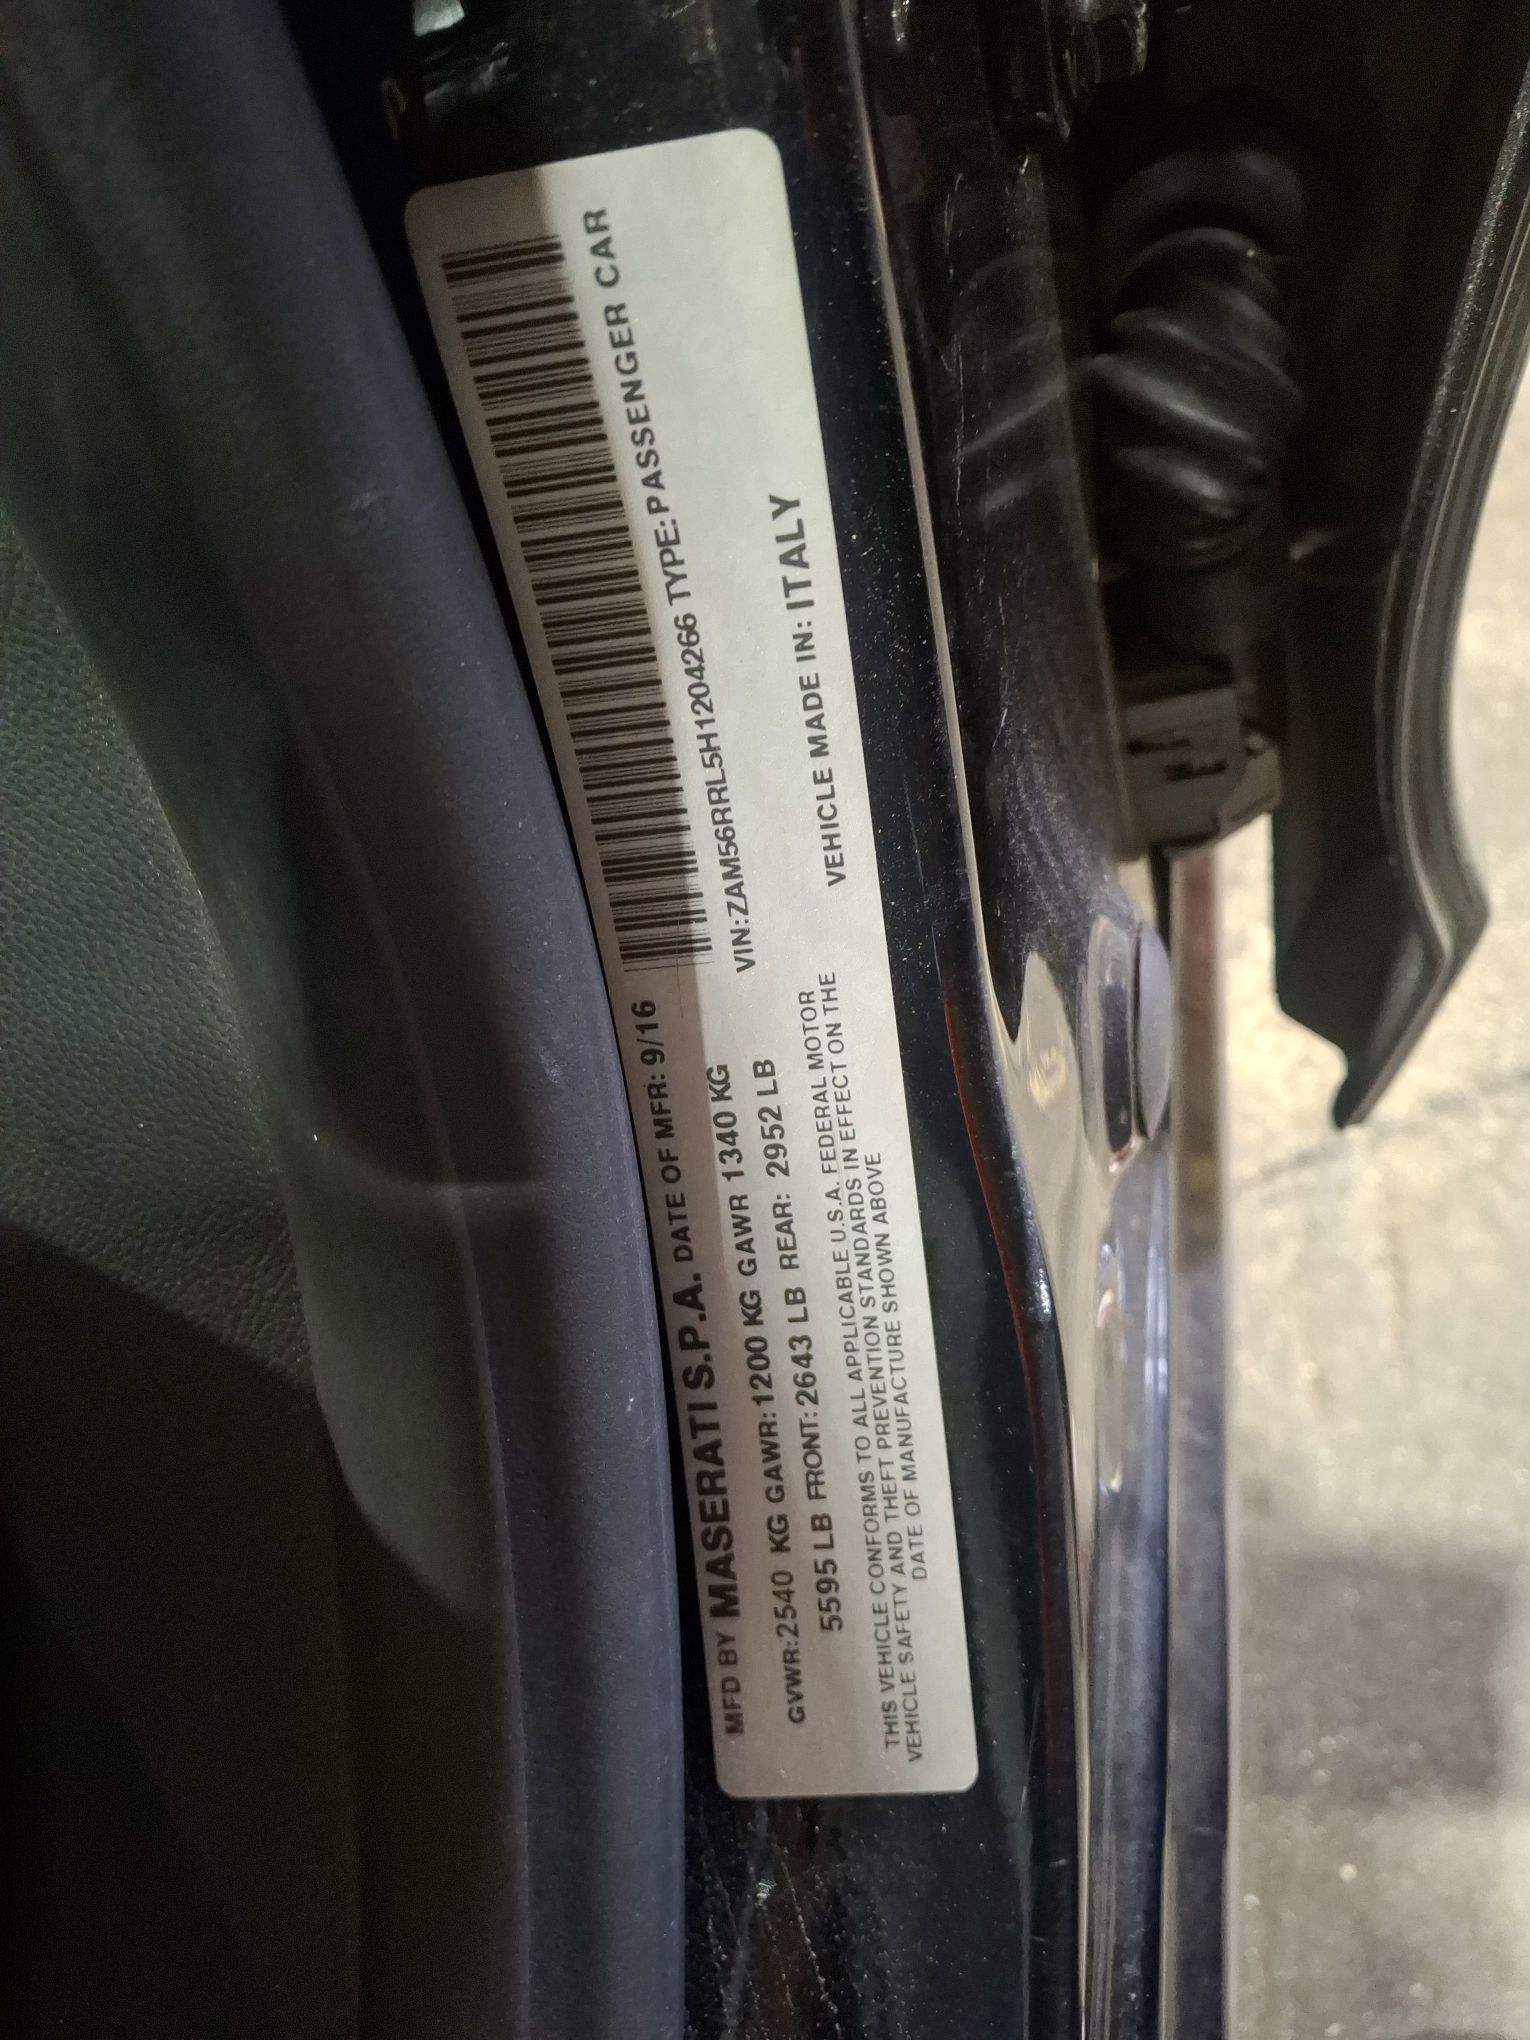 MFD BY MASERATI S.P.A. DATE OF MFR: 9/16
GVWR:2540 KG GAWR:1200 KG GAWR 1340 KG
5595 LB FRONT:2643 LB REAR: 2952 LB
THIS VEHICLE CONFORMS TO ALL APPLICABLE U.S.A. FEDERAL MOTOR
VEHICLE SAFETY AND THEFT PREVENTION STANDARDS IN EFFECT ON THE
DATE OF MANUFACTURE SHOWN ABOVE
VIN:ZAM56RRL5H1204266 TYPE:PASSENGER CAR
VEHICLE MADE IN: ITALY